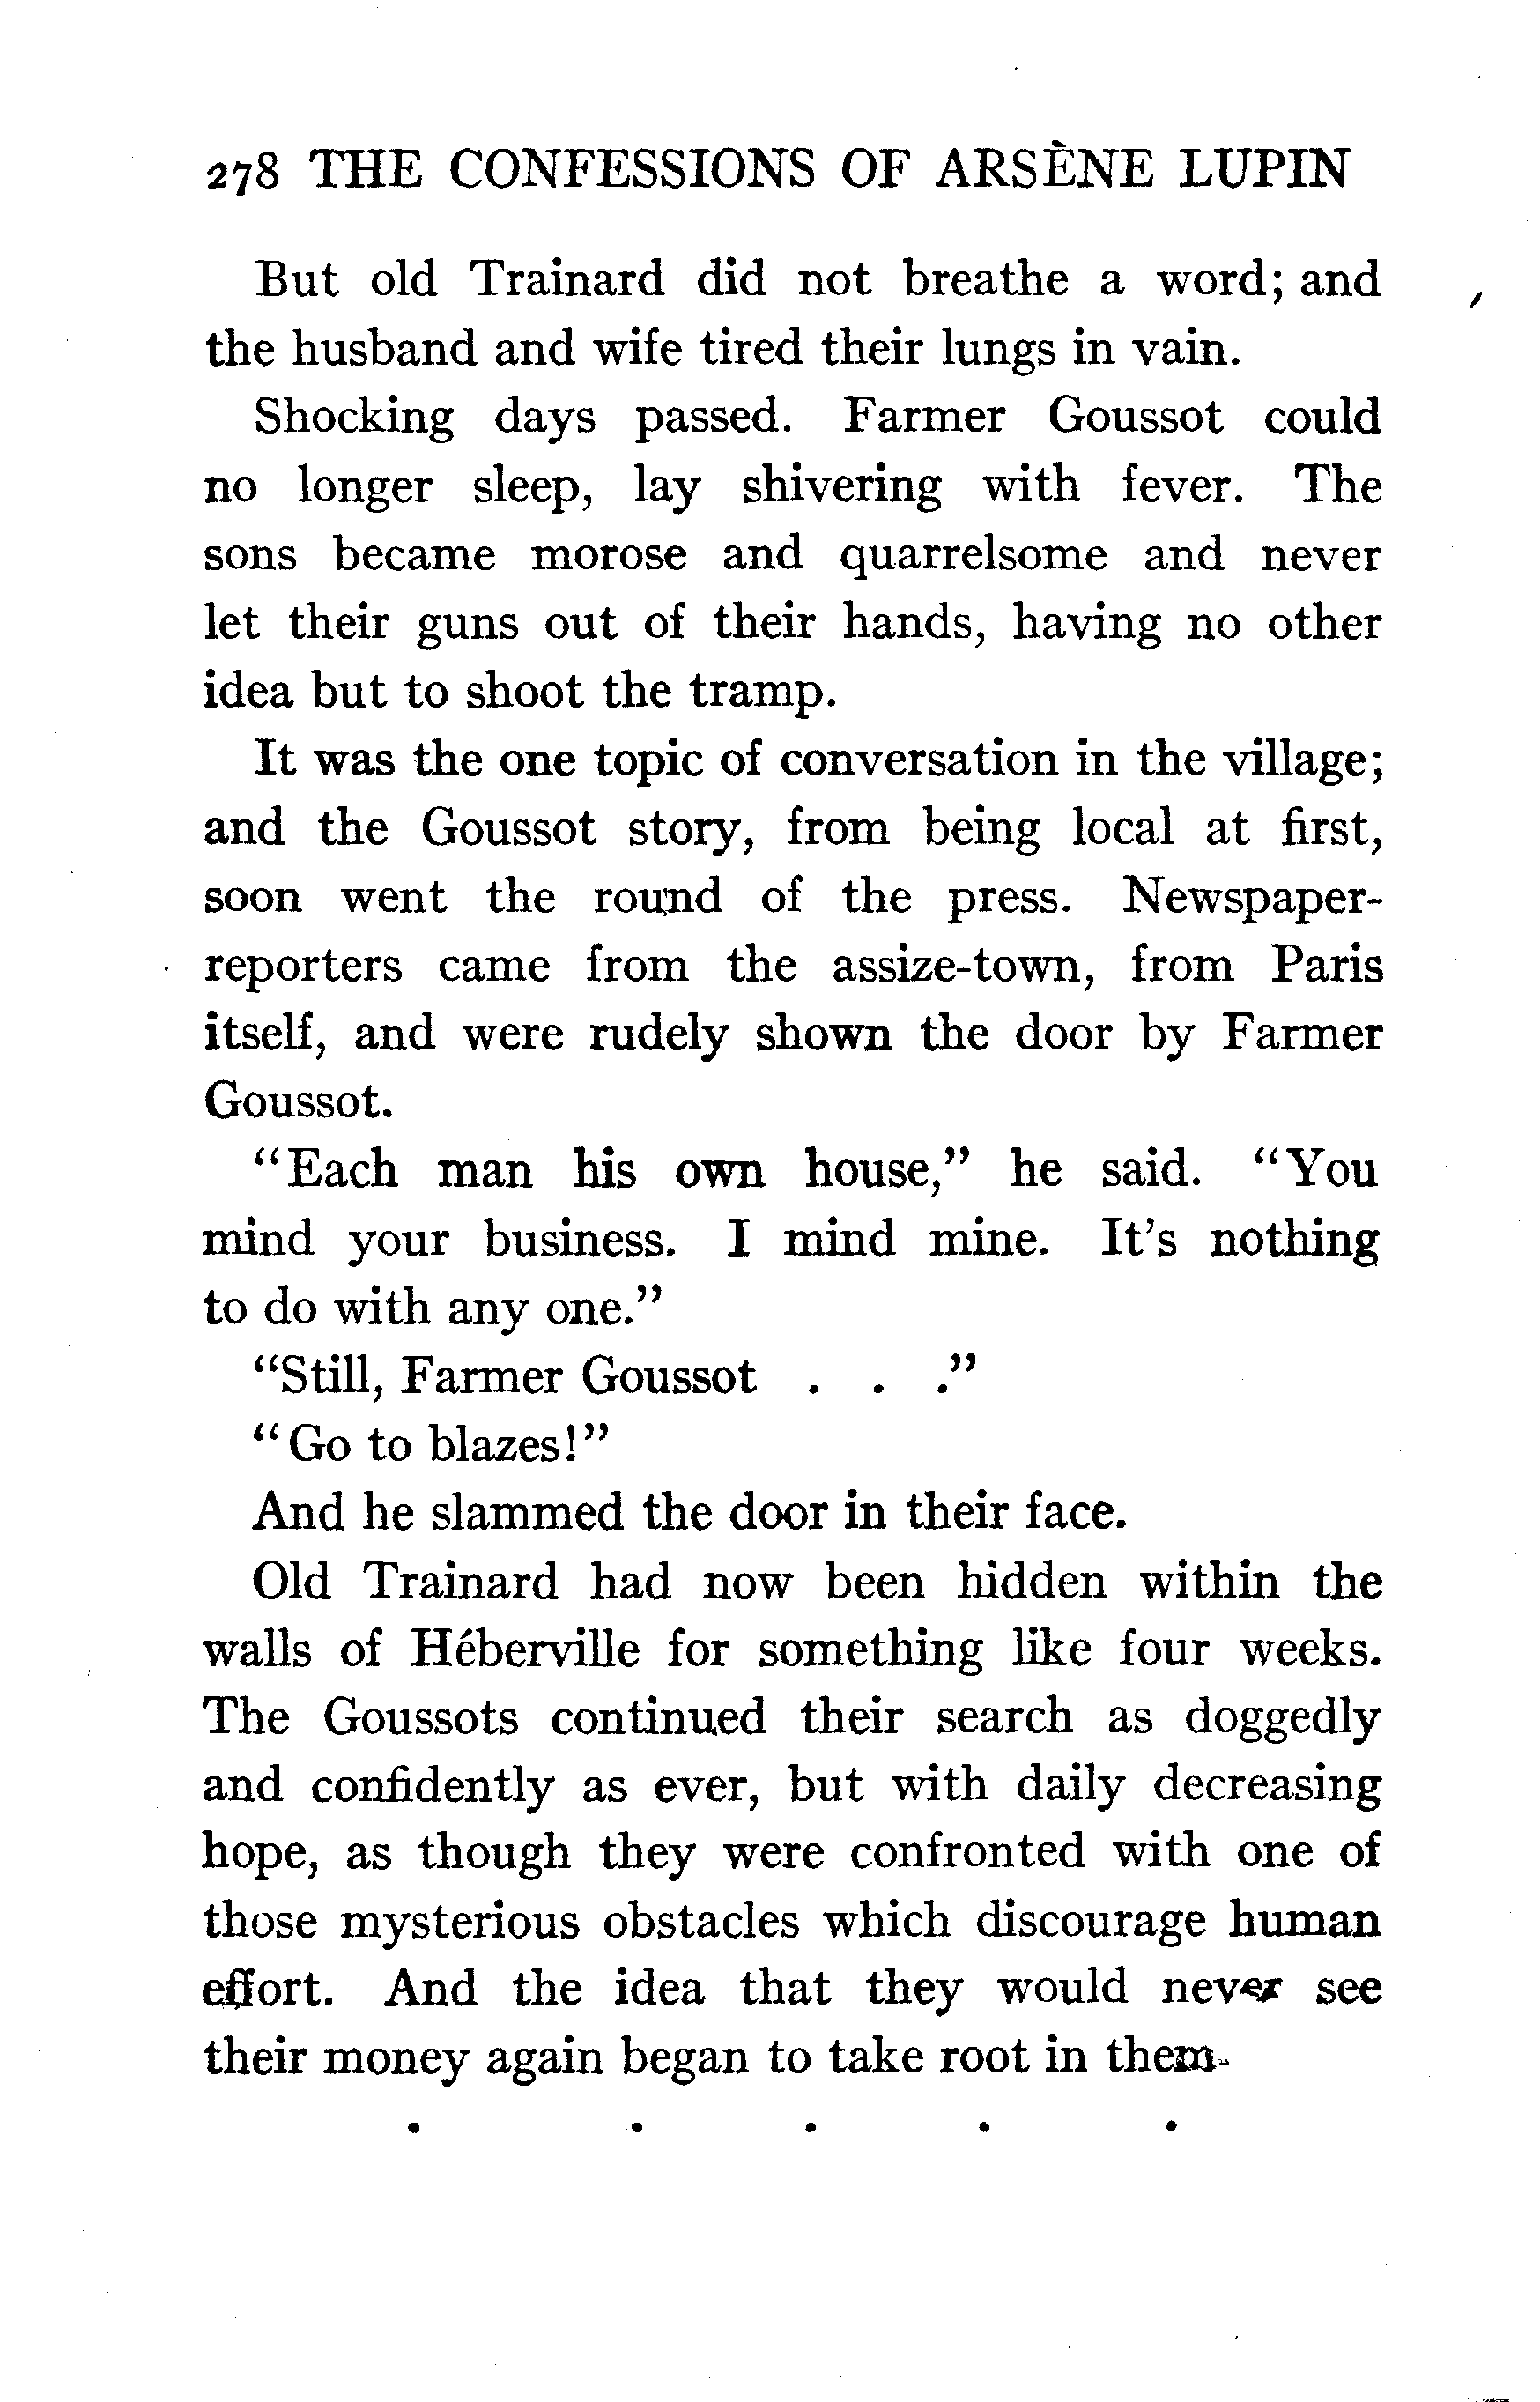 278 THE CONFESSIONS OF ARSÈNE LUPIN
But old Trainard did not breathe a word; and
the husband and wife tired their lungs in vain.
Shocking days passed. Farmer Goussot could
no longer sleep, lay shivering with fever. The
sons became morose and quarrelsome and never
let their guns out of their hands, having no other
idea but to shoot the tramp.
It was the one topic of conversation in the village;
and the Goussot story, from being local at first,
soon went the round of the press. Newspaper-
reporters came from the assize-town, from Paris
itself, and were rudely shown the door by Farmer
Goussot.
"Each man his own house," he said. "You
mind your business. I mind mine. It's nothing
to do with any one."
"Still, Farmer Goussot . . ."
"Go to blazes!"
And he slammed the door in their face.
Old Trainard had now been hidden within the
walls of Héberville for something like four weeks.
The Goussots continued their search as doggedly
and confidently as ever, but with daily decreasing
hope, as though they were confronted with one of
those mysterious obstacles which discourage human
effort. And the idea that they would never see
their money again began to take root in them.
. . . . .